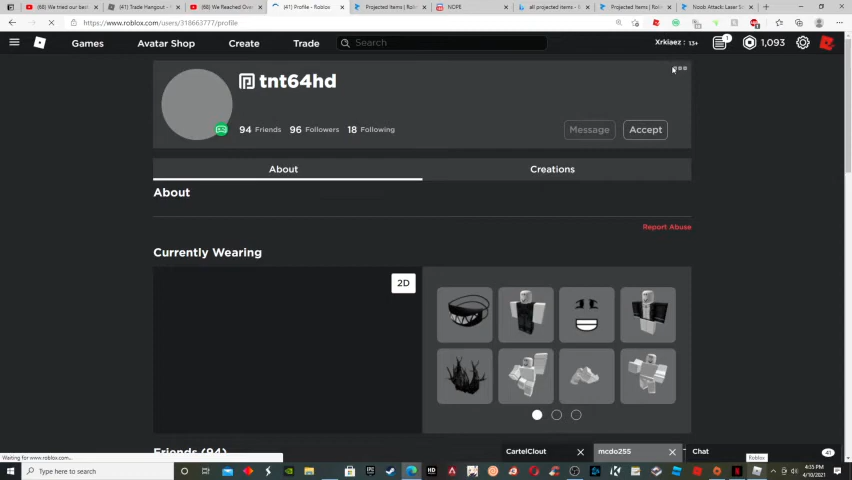 (68) We tried our bes
(41) Trade Hangout -
(68) We Reached Over
(41) Profile - Roblox
Projected Items | Roli
NOPE
all projected items -
Projected Items | Roli
Noob Attack: Laser S
https://www.roblox.com/users/318663777/profile
Games
Avatar Shop
Create
Trade
Search
Xrkiaez : 13+
1
1,093
tnt64hd
94 Friends
96 Followers
18 Following
Message
Accept
About
Creations
About
Report Abuse
Currently Wearing
2D
Friends (94)
Waiting for www.roblox.com...
CartelClout
mcdo255
Chat
41
Roblox
Type here to search
4:35 PM
4/10/2021